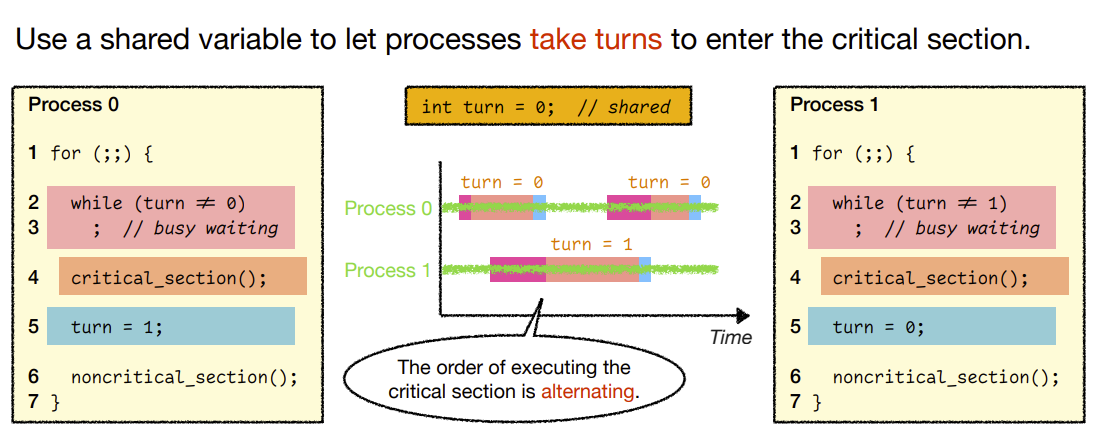 Use a shared variable to let processes take turns to enter the critical section.
Process 0
1 for (;;) {
2 while (turn ≠ 0)
3 ; // busy waiting
4 critical_section();
5 turn = 1;
6 noncritical_section();
7 }
int turn = 0; // shared
turn = 0
turn = 0
Process 0
turn = 1
Process 1
Time
The order of executing the
critical section is alternating.
Process 1
1 for (;;) {
2 while (turn ≠ 1)
3 ; // busy waiting
4 critical_section();
5 turn = 0;
6 noncritical_section();
7 }